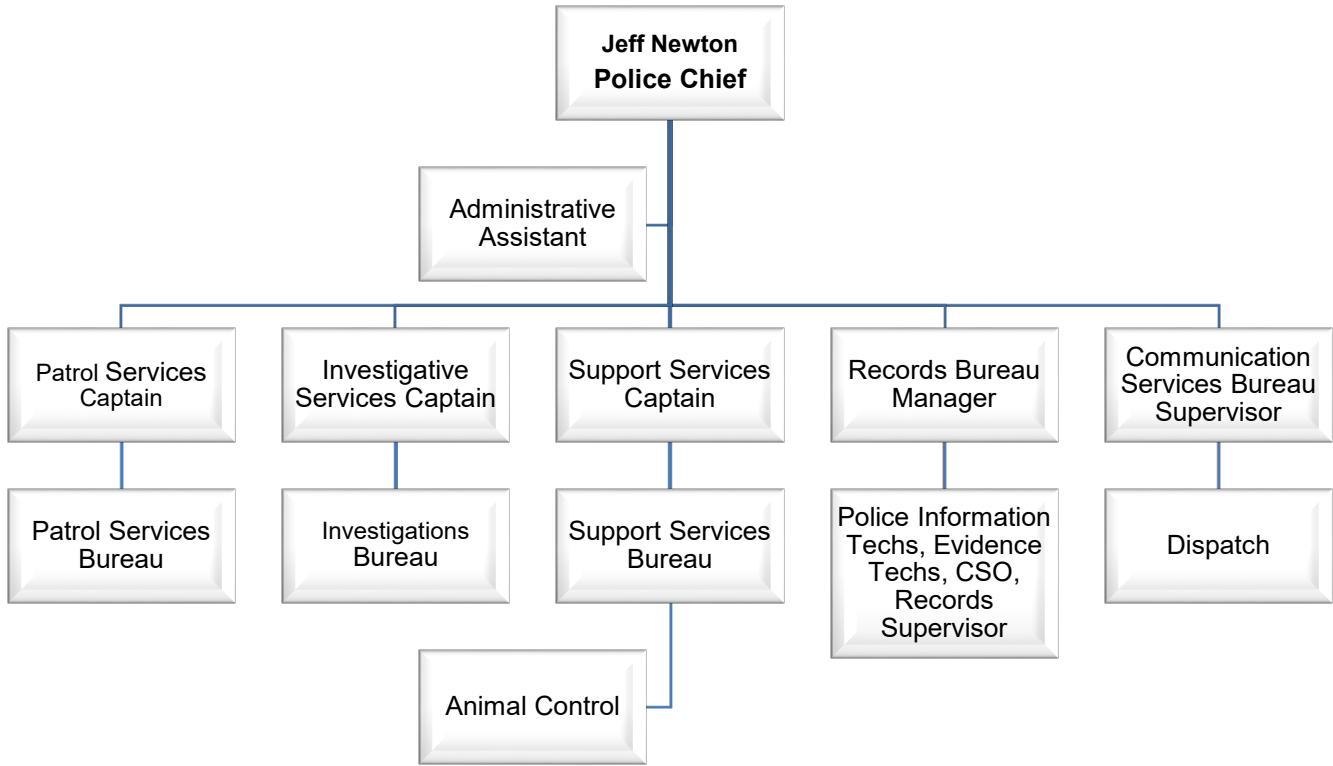 Jeff Newton
Police Chief
Administrative
Assistant
Patrol Services
Captain
Investigative
Services Captain
Support Services
Captain
Records Bureau
Manager
Communication
Services Bureau
Supervisor
Patrol Services
Bureau
Investigations
Bureau
Support Services
Bureau
Police Information
Techs, Evidence
Techs, CSO,
Records
Supervisor
Dispatch
Animal Control